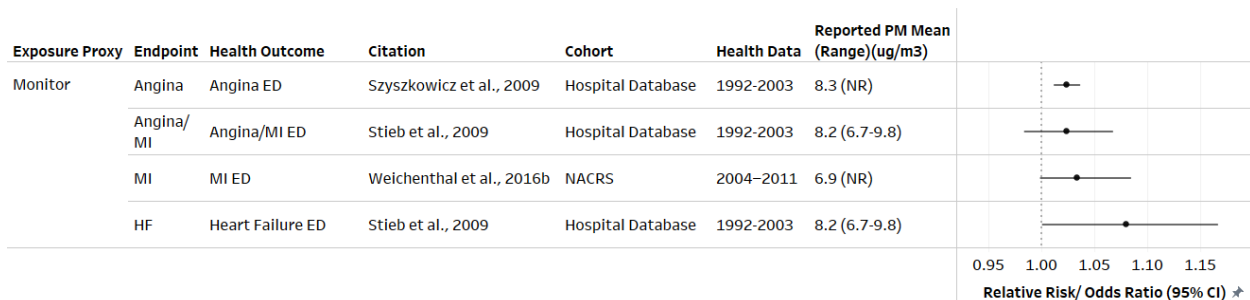 Reported PM Mean
Exposure Proxy Endpoint Health Outcome Citation Cohort Health Data (Range)(ug/m3)
Monitor Angina Angina ED Szyszkowicz et al., 2009 Hospital Database 1992-2003 8.3 (NR)
Angina/
MI Angina/MI ED Stieb et al., 2009 Hospital Database 1992-2003 8.2 (6.7-9.8)
MI MI ED Weichenthal et al., 2016b NACRS 2004–2011 6.9 (NR)
HF Heart Failure ED Stieb et al., 2009 Hospital Database 1992-2003 8.2 (6.7-9.8)
0.95 1.00 1.05 1.10 1.15
Relative Risk/ Odds Ratio (95% CI)